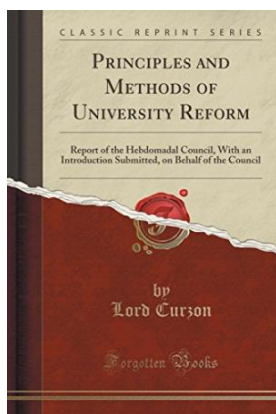 CLASSIC REPRINT SERIES
PRINCIPLES AND
METHODS OF
UNIVERSITY REFORM
Report of the Hebdomadal Council, With an
Introduction Submitted, on Behalf of the Council
by
Lord Curzon
Forgotten Books